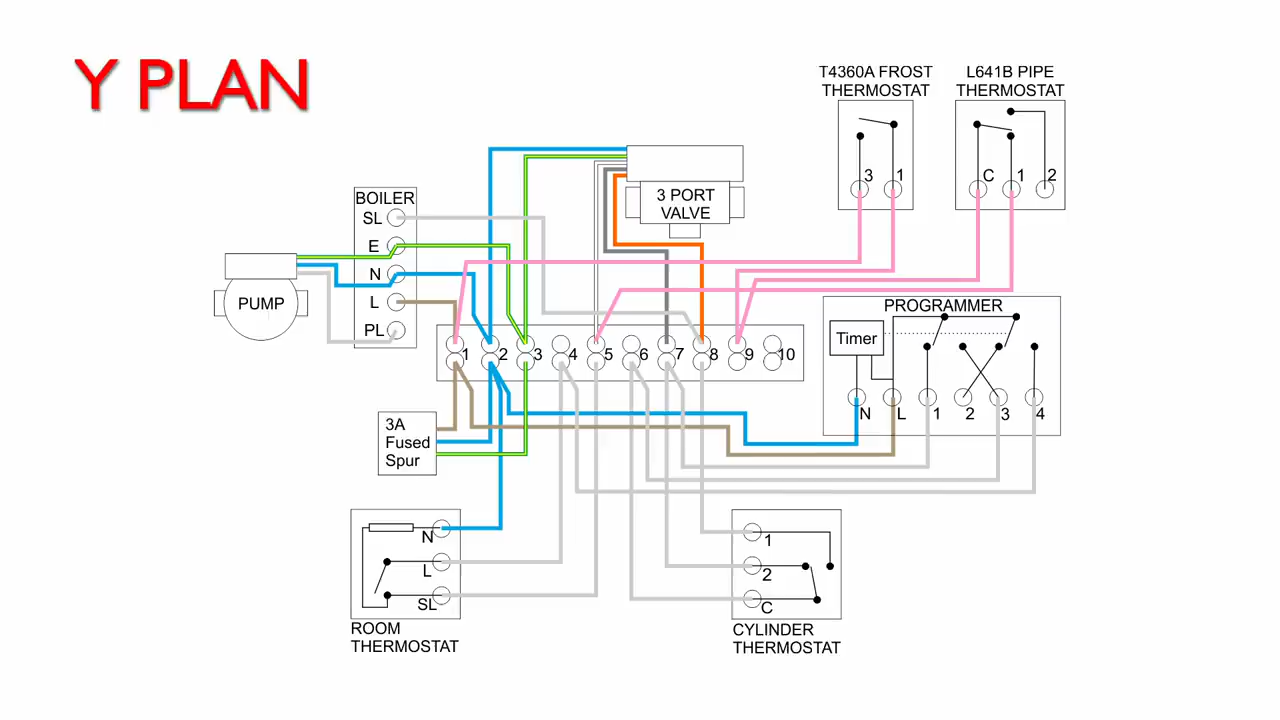 Y PLAN
T4360A FROST
THERMOSTAT
L641B PIPE
THERMOSTAT
3
1
C
1
2
3 PORT
VALVE
BOILER
SL
E
N
L
PL
PUMP
1
2
3
4
5
6
7
8
9
10
PROGRAMMER
Timer
N
L
1
2
3
4
3A
Fused
Spur
N
L
SL
ROOM
THERMOSTAT
1
2
C
CYLINDER
THERMOSTAT